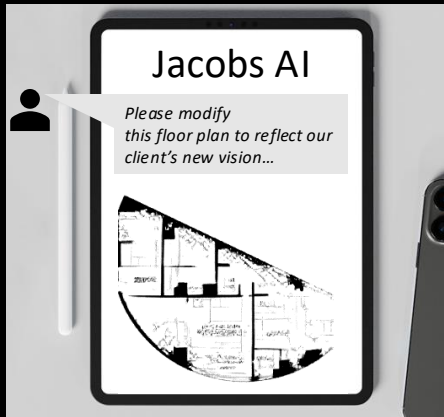 Jacobs AI
Please modify
this floor plan to reflect our
client's new vision...